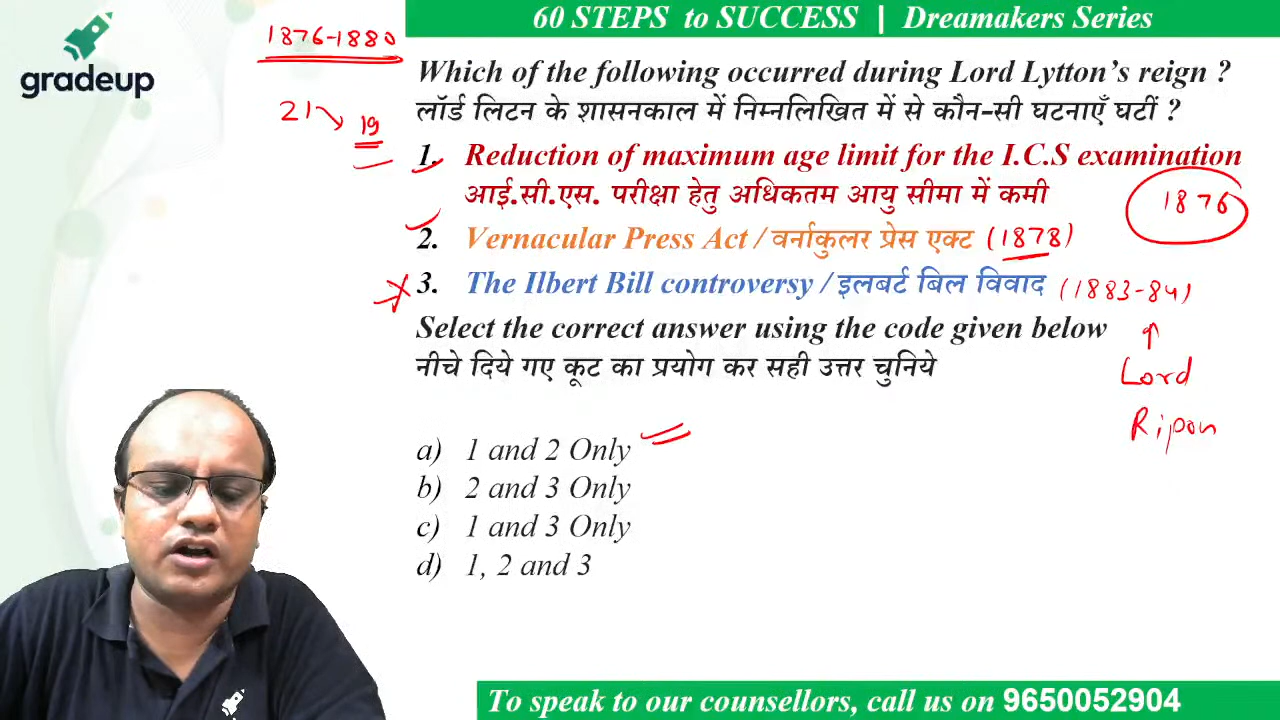 60 STEPS to SUCCESS | Dreamakers Series
gradeup
1876-1880
Which of the following occurred during Lord Lytton's reign ?
लॉर्ड लिटन के शासनकाल में निम्नलिखित में से कौन-सी घटनाएँ घटीं ?
21 → 19
1. Reduction of maximum age limit for the I.C.S examination
आई.सी.एस. परीक्षा हेतु अधिकतम आयु सीमा में कमी
1876
2. Vernacular Press Act / वर्नाकुलर प्रेस एक्ट (1878)
3. The Ilbert Bill controversy / इलबर्ट बिल विवाद (1883-84)
Select the correct answer using the code given below
नीचे दिये गए कूट का प्रयोग कर सही उत्तर चुनिये
Lord
Ripon
a) 1 and 2 Only
b) 2 and 3 Only
c) 1 and 3 Only
d) 1, 2 and 3
To speak to our counsellors, call us on 9650052904